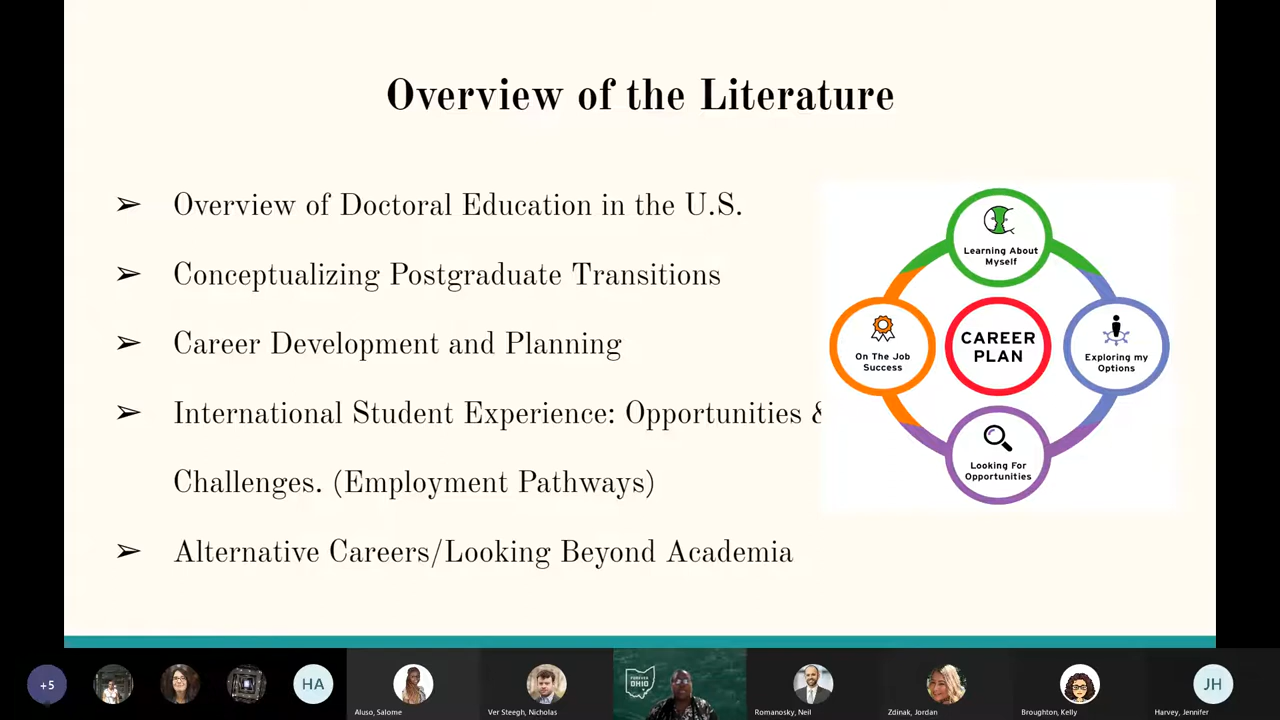 Overview of the Literature
➢ Overview of Doctoral Education in the U.S.
➢ Conceptualizing Postgraduate Transitions
➢ Career Development and Planning
➢ International Student Experience: Opportunities &
Challenges. (Employment Pathways)
➢ Alternative Careers/Looking Beyond Academia
Learning About
Myself
On The Job
Success
CAREER
PLAN
Exploring my
Options
Looking For
Opportunities
+5
HA
Aluso, Salome
Ver Steegh, Nicholas
FOREVER
OHIO
Romanosky, Neil
Zdinak, Jordan
Broughton, Kelly
JH
Harvey, Jennifer